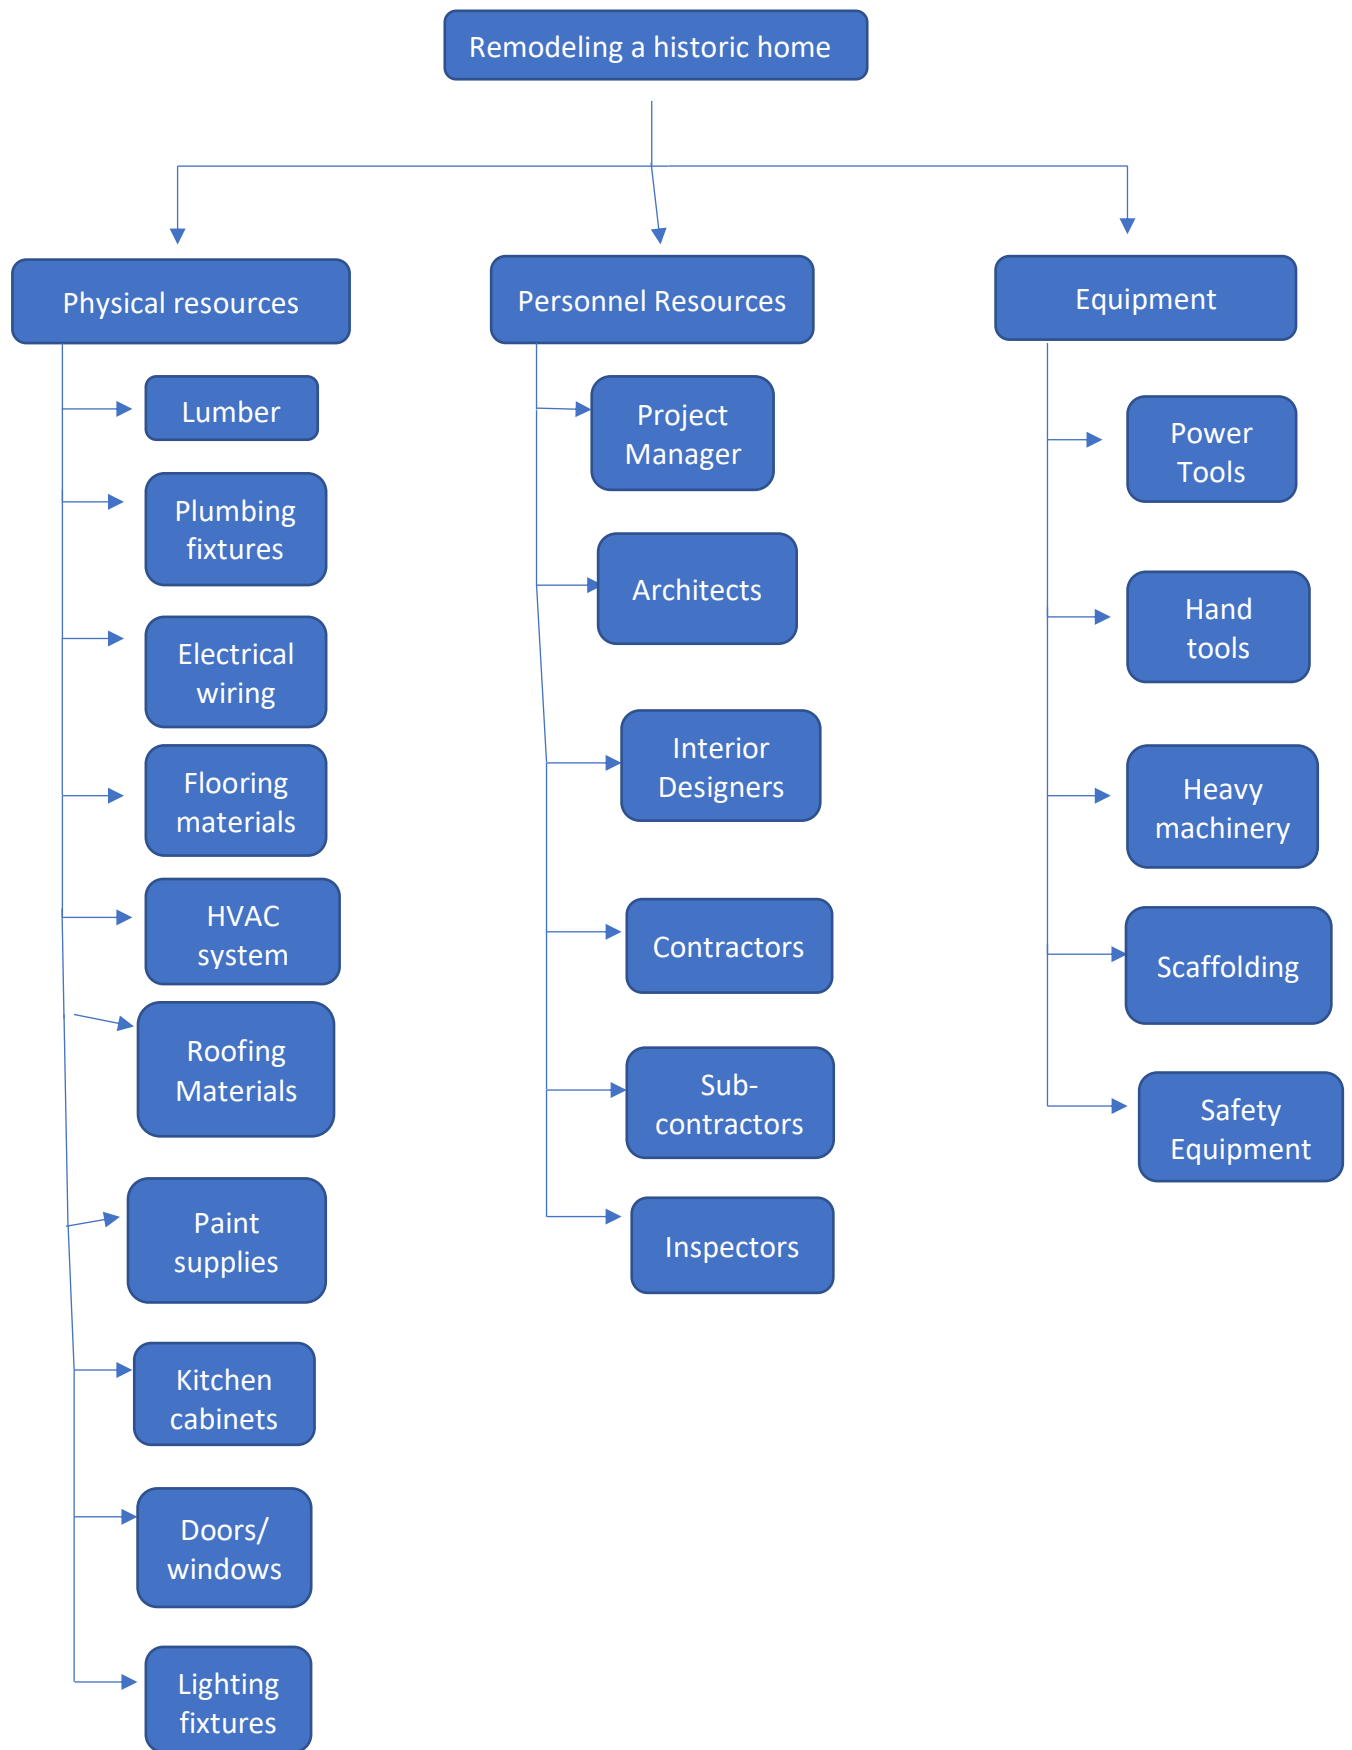 Remodeling a historic home
Physical resources
Lumber
Plumbing
fixtures
Electrical
wiring
Flooring
materials
HVAC
system
Roofing
Materials
Paint
supplies
Kitchen
cabinets
Doors/
windows
Lighting
fixtures
Personnel Resources
Project
Manager
Architects
Interior
Designers
Contractors
Sub-
contractors
Inspectors
Equipment
Power
Tools
Hand
tools
Heavy
machinery
Scaffolding
Safety
Equipment